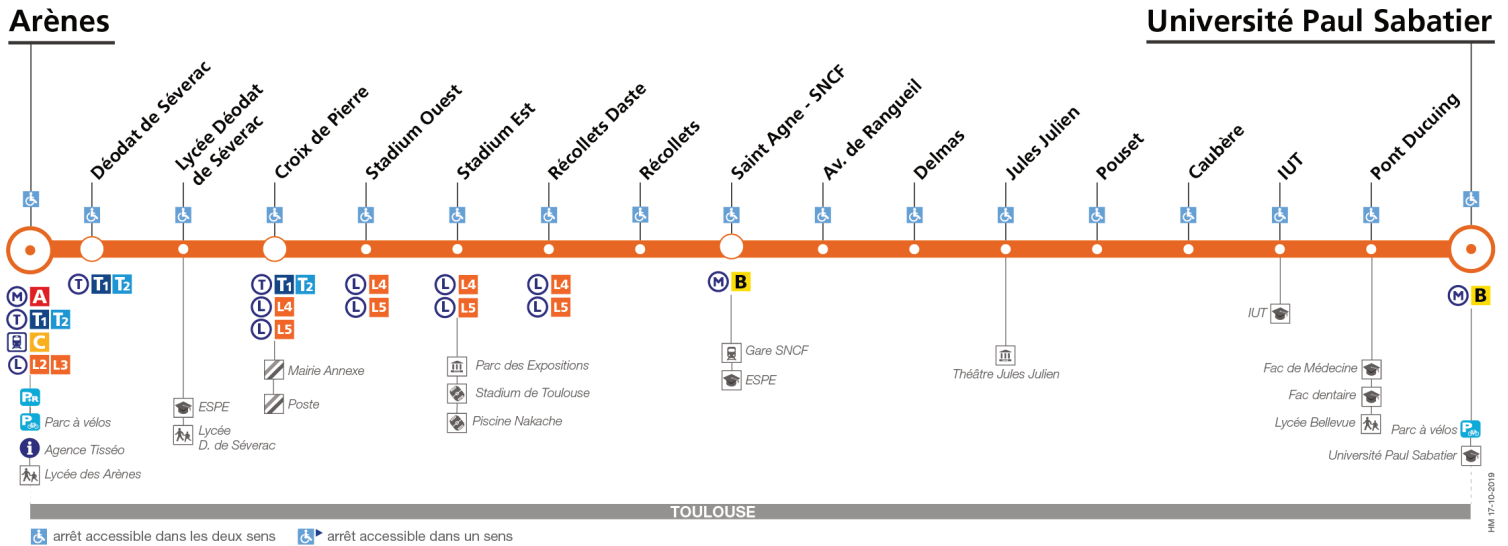 Arènes
Université Paul Sabatier
Déodat de Séverac
Lycée Déodat
de Séverac
Croix de Pierre
Stadium Ouest
Stadium Est
Récollets Daste
Récollets
Saint Agne - SNCF
Av. de Rangueil
Delmas
Jules Julien
Pouset
Caubère
IUT
Pont Ducuing
M A
T T1 T2
C
L L2 L3
P+R
P Parc à vélos
i Agence Tisséo
Lycée des Arènes
T T1 T2
ESPE
Lycée
D. de Séverac
T T1 T2
L L4
L L5
Mairie Annexe
Poste
L L4
L L5
L L4
L L5
Parc des Expositions
Stadium de Toulouse
Piscine Nakache
L L4
L L5
M B
Gare SNCF
ESPE
Théâtre Jules Julien
IUT
Fac de Médecine
Fac dentaire
Lycée Bellevue
M B
Parc à vélos P
Université Paul Sabatier
TOULOUSE
arrêt accessible dans les deux sens
arrêt accessible dans un sens
HM 17-10-2019